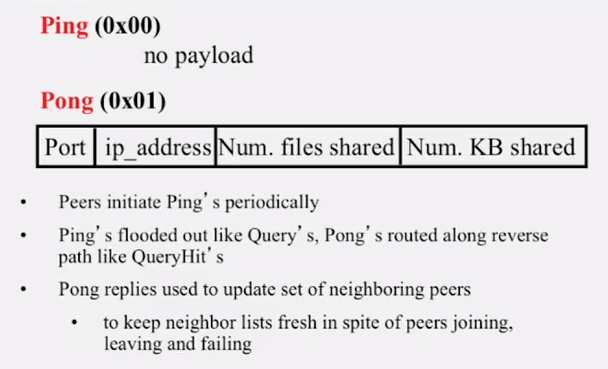 Ping (0x00)
no payload
Pong (0x01)
Port ip_address Num. files shared Num. KB shared
• Peers initiate Ping's periodically
• Ping's flooded out like Query's, Pong's routed along reverse
path like QueryHit's
• Pong replies used to update set of neighboring peers
• to keep neighbor lists fresh in spite of peers joining,
leaving and failing